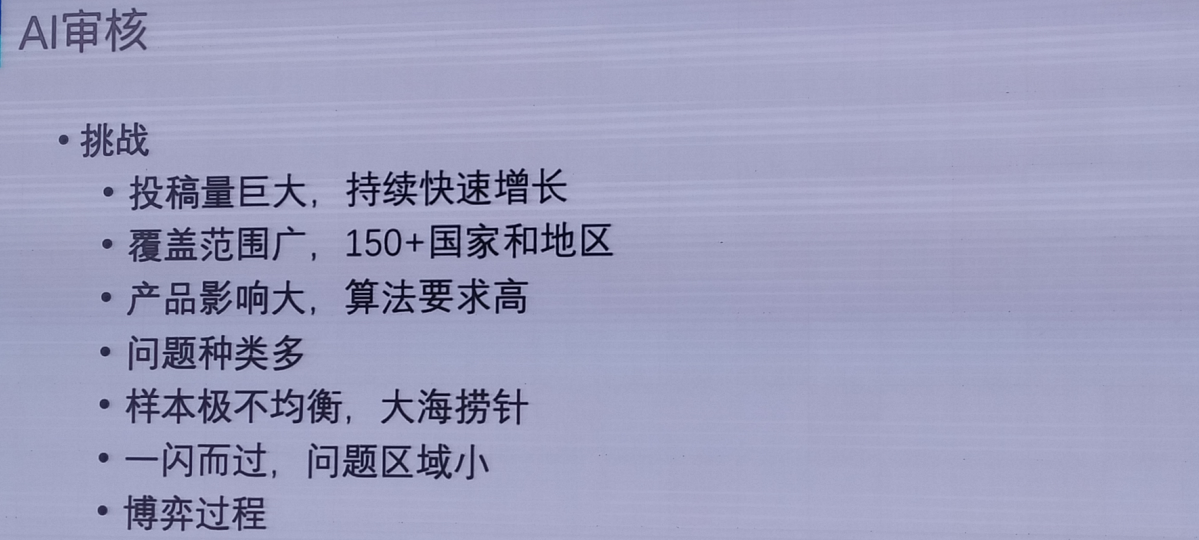 AI审核
• 挑战
• 投稿量巨大，持续快速增长
• 覆盖范围广，150+国家和地区
• 产品影响大，算法要求高
• 问题种类多
• 样本极不均衡，大海捞针
• 一闪而过，问题区域小
• 博弈过程